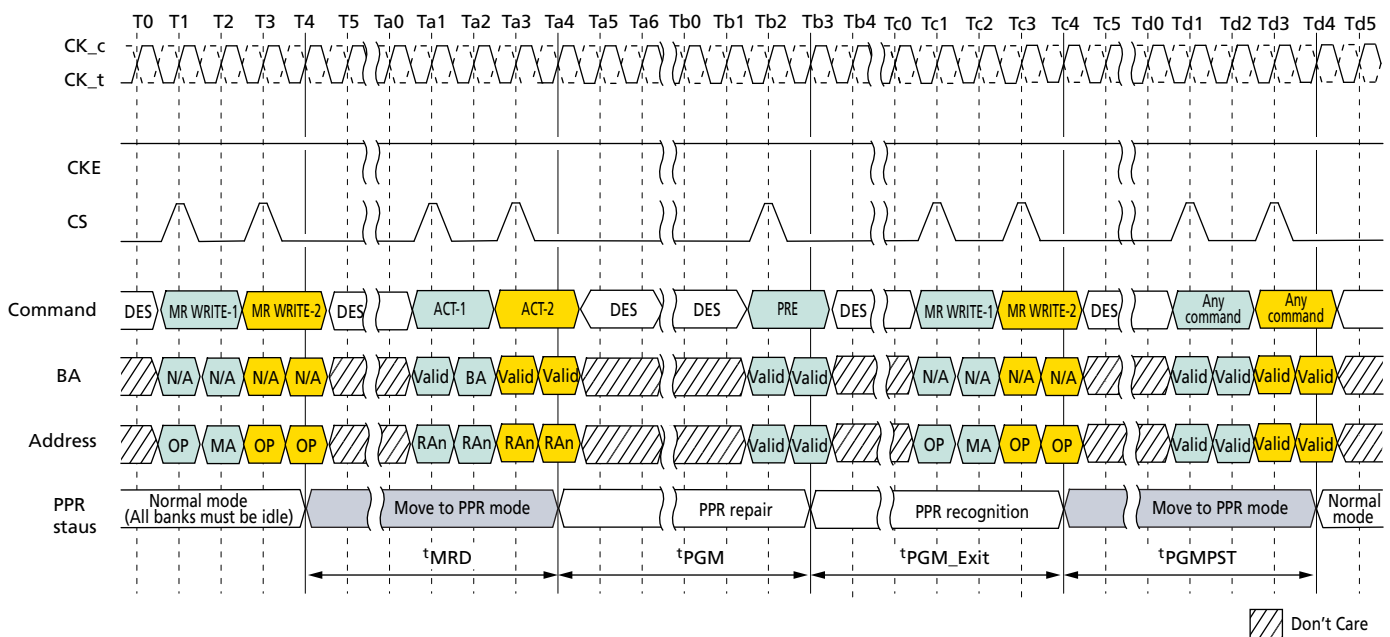 T0 T1 T2 T3 T4 T5 Ta0 Ta1 Ta2 Ta3 Ta4 Ta5 Ta6 Tb0 Tb1 Tb2 Tb3 Tb4 Tc0 Tc1 Tc2 Tc3 Tc4 Tc5 Td0 Td1 Td2 Td3 Td4 Td5
CK_c
CK_t
CKE
CS
Command DES MR WRITE-1 MR WRITE-2 DES ACT-1 ACT-2 DES DES PRE DES MR WRITE-1 MR WRITE-2 DES Any command Any command
BA N/A N/A N/A N/A Valid BA Valid Valid Valid Valid N/A N/A N/A N/A Valid Valid Valid Valid
Address OP MA OP OP RAn RAn RAn RAn Valid Valid OP MA OP OP Valid Valid Valid Valid
PPR staus Normal mode (All banks must be idle) Move to PPR mode PPR repair PPR recognition Move to PPR mode Normal mode
tMRD tPGM tPGM_Exit tPGMPST
Don't Care